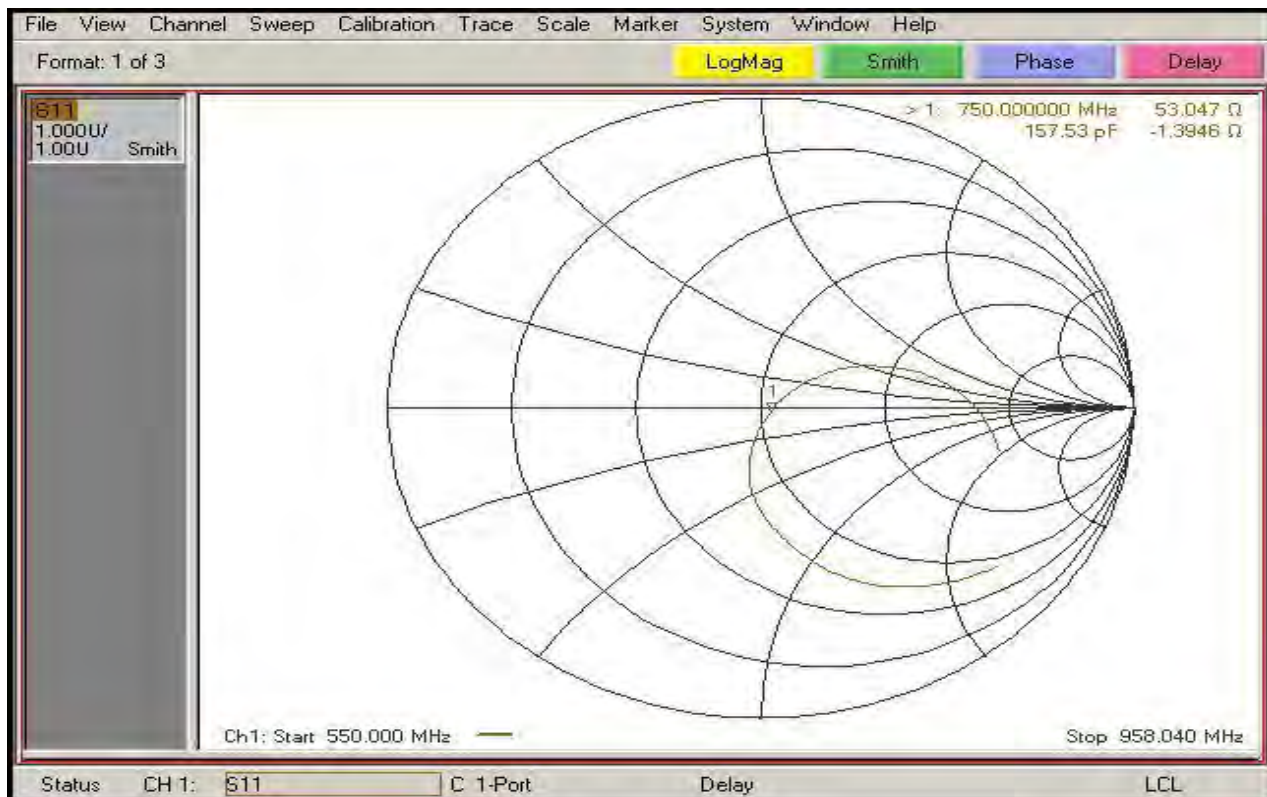 File View Channel Sweep Calibration Trace Scale Marker System Window Help
Format: 1 of 3
LogMag Smith Phase Delay
S11
1.000U/
1.00U Smith
> 1: 750.000000 MHz 53.047 Ω
157.53 pF -1.3946 Ω
1
Ch1: Start 550.000 MHz
Stop 958.040 MHz
Status CH 1: S11 C 1-Port Delay LCL